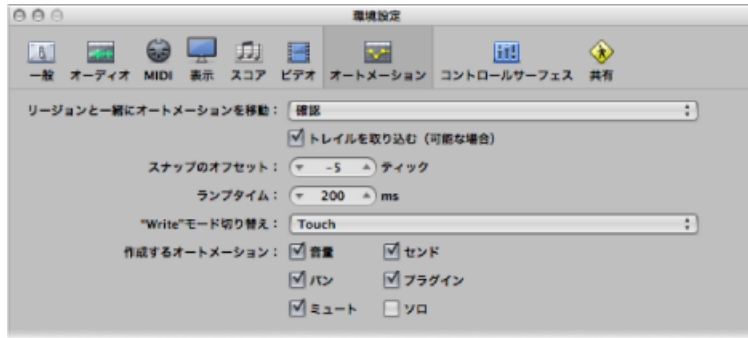 環境設定
一般 オーディオ MIDI 表示 スコア ビデオ オートメーション コントロールサーフェス 共有
リージョンと一緒にオートメーションを移動： 確認
トレイルを取り込む（可能な場合）
スナップのオフセット： -5 ティック
ランプタイム： 200 ms
"Write"モード切り替え： Touch
作成するオートメーション： 音量 センド
パン プラグイン
ミュート ソロ